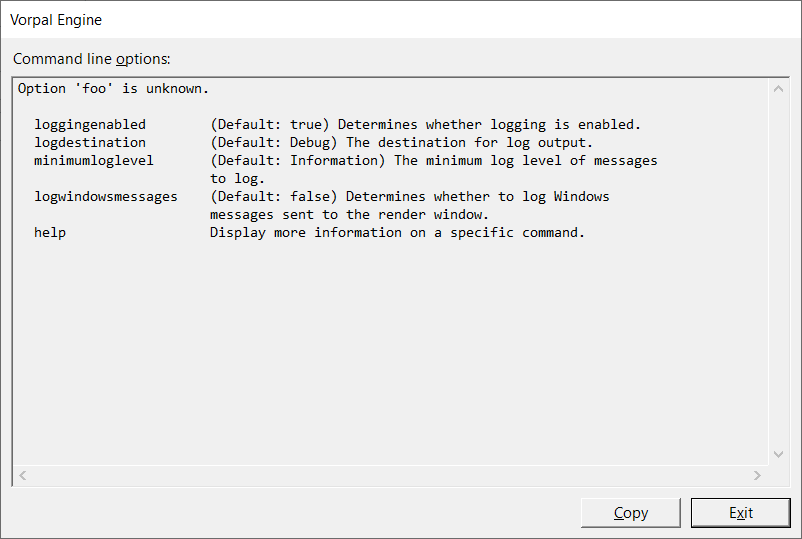 Vorpal Engine
Command line options:
Option 'foo' is unknown.
loggingenabled (Default: true) Determines whether logging is enabled.
logdestination (Default: Debug) The destination for log output.
minimumloglevel (Default: Information) The minimum log level of messages
to log.
logwindowsmessages (Default: false) Determines whether to log Windows
messages sent to the render window.
help Display more information on a specific command.
Copy Exit